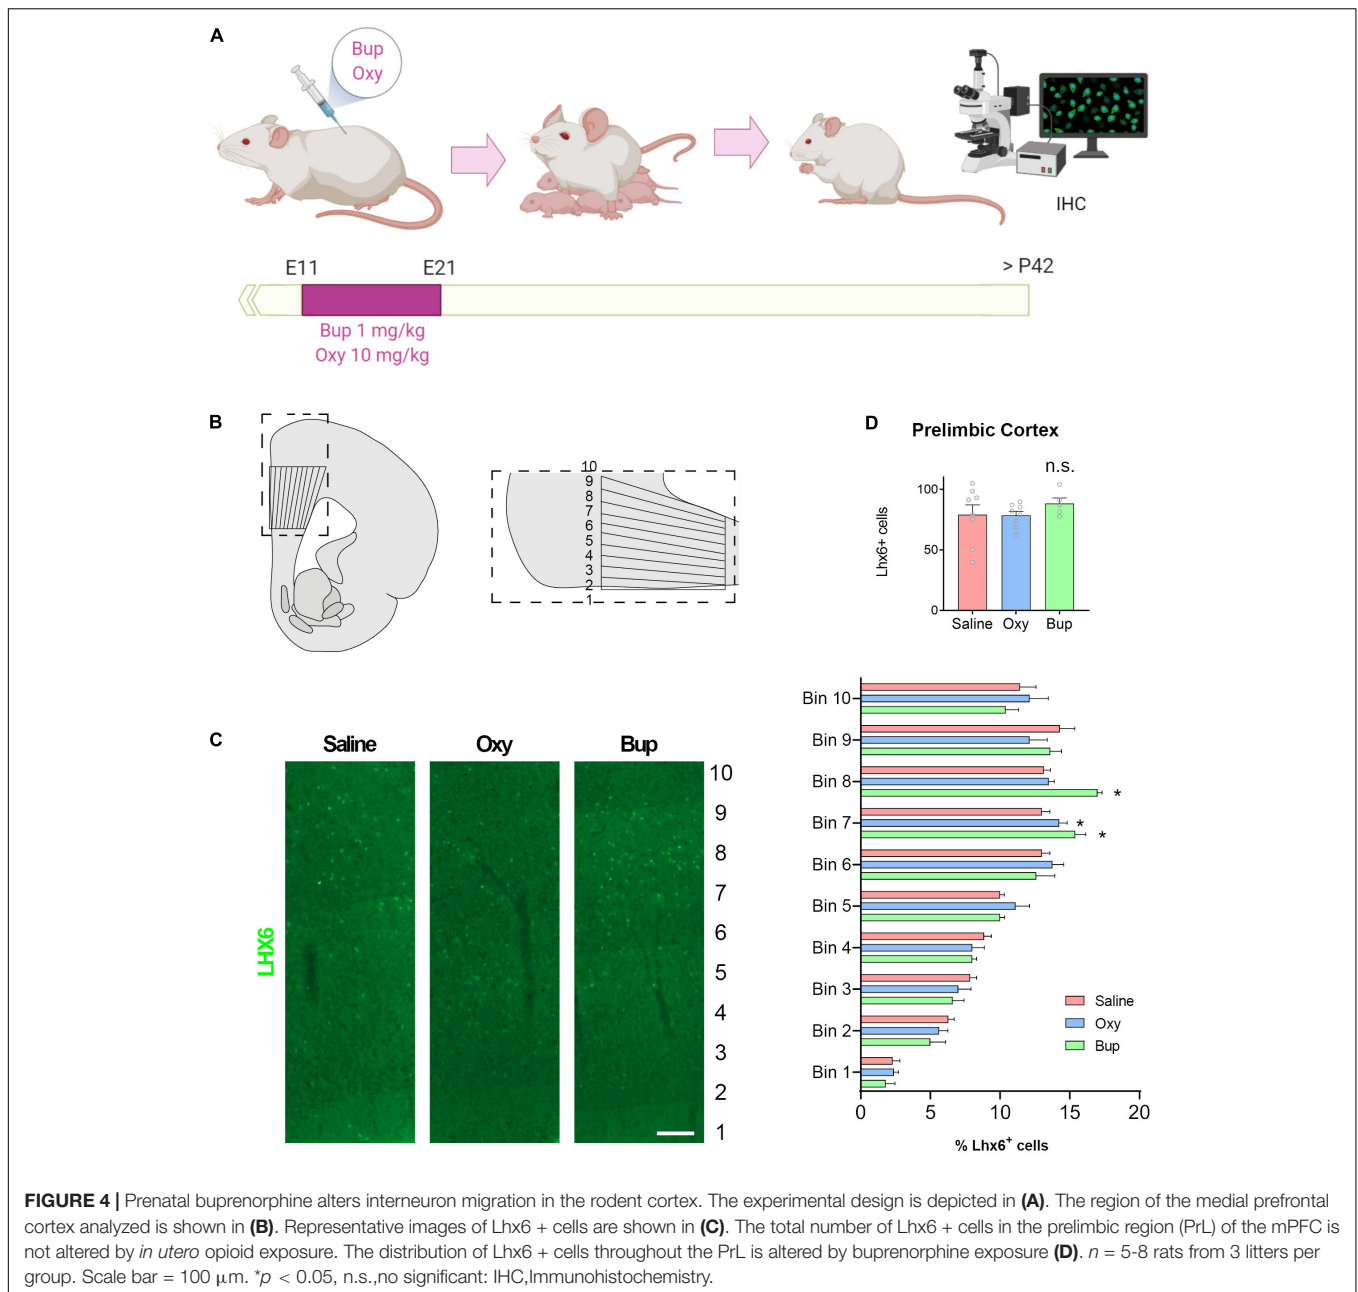 A
Bup
Oxy
IHC
E11
E21
> P42
Bup 1 mg/kg
Oxy 10 mg/kg
B
10
9
8
7
6
5
4
3
2
1
D
Prelimbic Cortex
n.s.
Lhx6+ cells
100
50
0
Saline
Oxy
Bup
C
Saline
Oxy
Bup
LHX6
10
9
8
7
6
5
4
3
2
1
Bin 10
Bin 9
Bin 8
*
Bin 7
*
*
Bin 6
Bin 5
Bin 4
Bin 3
Bin 2
Bin 1
Saline
Oxy
Bup
0 5 10 15 20
% Lhx6⁺ cells
FIGURE 4 | Prenatal buprenorphine alters interneuron migration in the rodent cortex. The experimental design is depicted in (A). The region of the medial prefrontal
cortex analyzed is shown in (B). Representative images of Lhx6 + cells are shown in (C). The total number of Lhx6 + cells in the prelimbic region (PrL) of the mPFC is
not altered by in utero opioid exposure. The distribution of Lhx6 + cells throughout the PrL is altered by buprenorphine exposure (D). n = 5-8 rats from 3 litters per
group. Scale bar = 100 μm. *p < 0.05, n.s.,no significant: IHC,Immunohistochemistry.